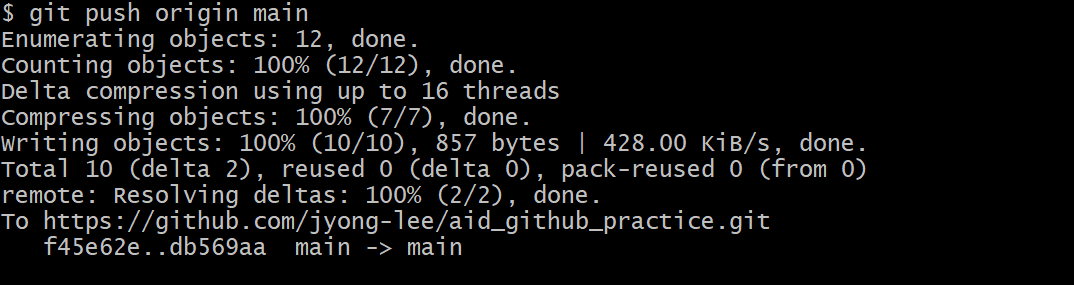 $ git push origin main
Enumerating objects: 12, done.
Counting objects: 100% (12/12), done.
Delta compression using up to 16 threads
Compressing objects: 100% (7/7), done.
Writing objects: 100% (10/10), 857 bytes | 428.00 KiB/s, done.
Total 10 (delta 2), reused 0 (delta 0), pack-reused 0 (from 0)
remote: Resolving deltas: 100% (2/2), done.
To https://github.com/jyong-lee/aid_github_practice.git
   f45e62e..db569aa  main -> main